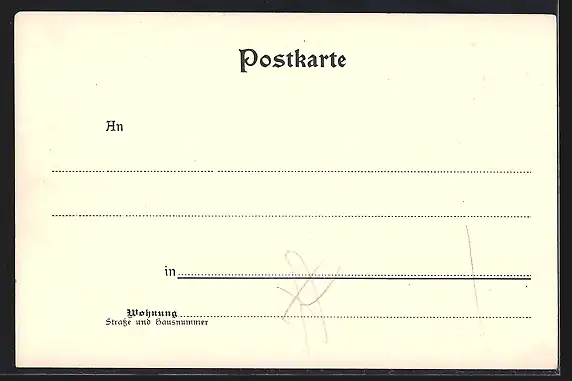 Postkarte
An
in
Wohnung
Straße und Hausnummer